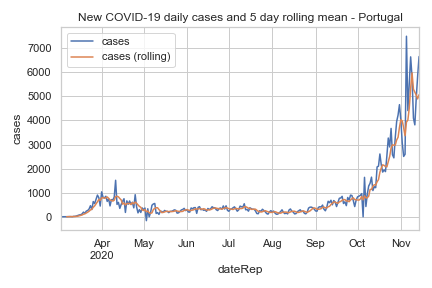 New COVID-19 daily cases and 5 day rolling mean - Portugal
cases
cases (rolling)
7000
6000
5000
4000
3000
2000
1000
0
cases
Apr
2020
May
Jun
Jul
Aug
Sep
Oct
Nov
dateRep